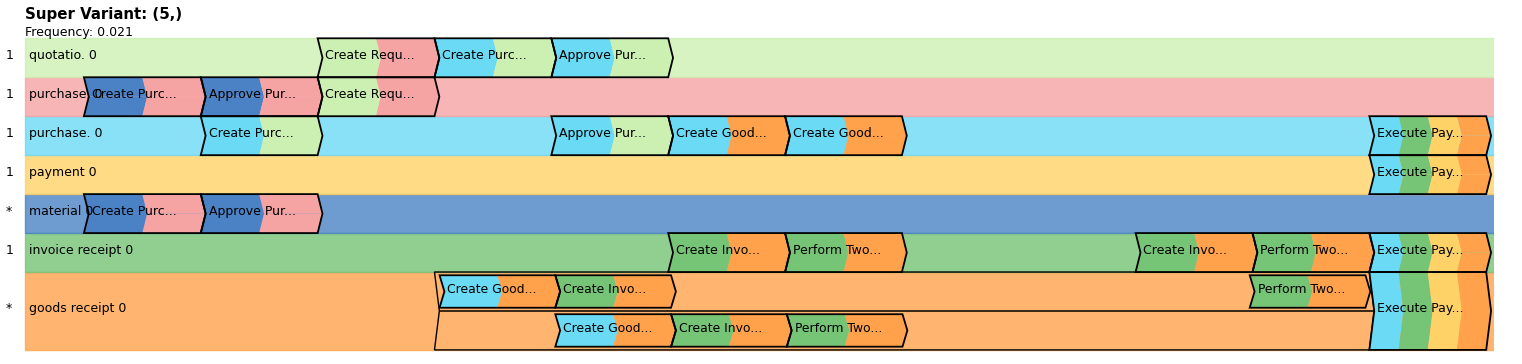 Super Variant: (5,)
Frequency: 0.021
1 quotatio. 0 Create Requ... Create Purc... Approve Pur...
1 purchase. 0 Create Purc... Approve Pur... Create Requ...
1 purchase. 0 Create Purc... Approve Pur... Create Good... Create Good... Execute Pay...
1 payment 0 Execute Pay...
* material 0 Create Purc... Approve Pur...
1 invoice receipt 0 Create Invo... Perform Two... Create Invo... Perform Two... Execute Pay...
Create Good... Create Invo... Perform Two...
* goods receipt 0 Execute Pay...
Create Good... Create Invo... Perform Two...